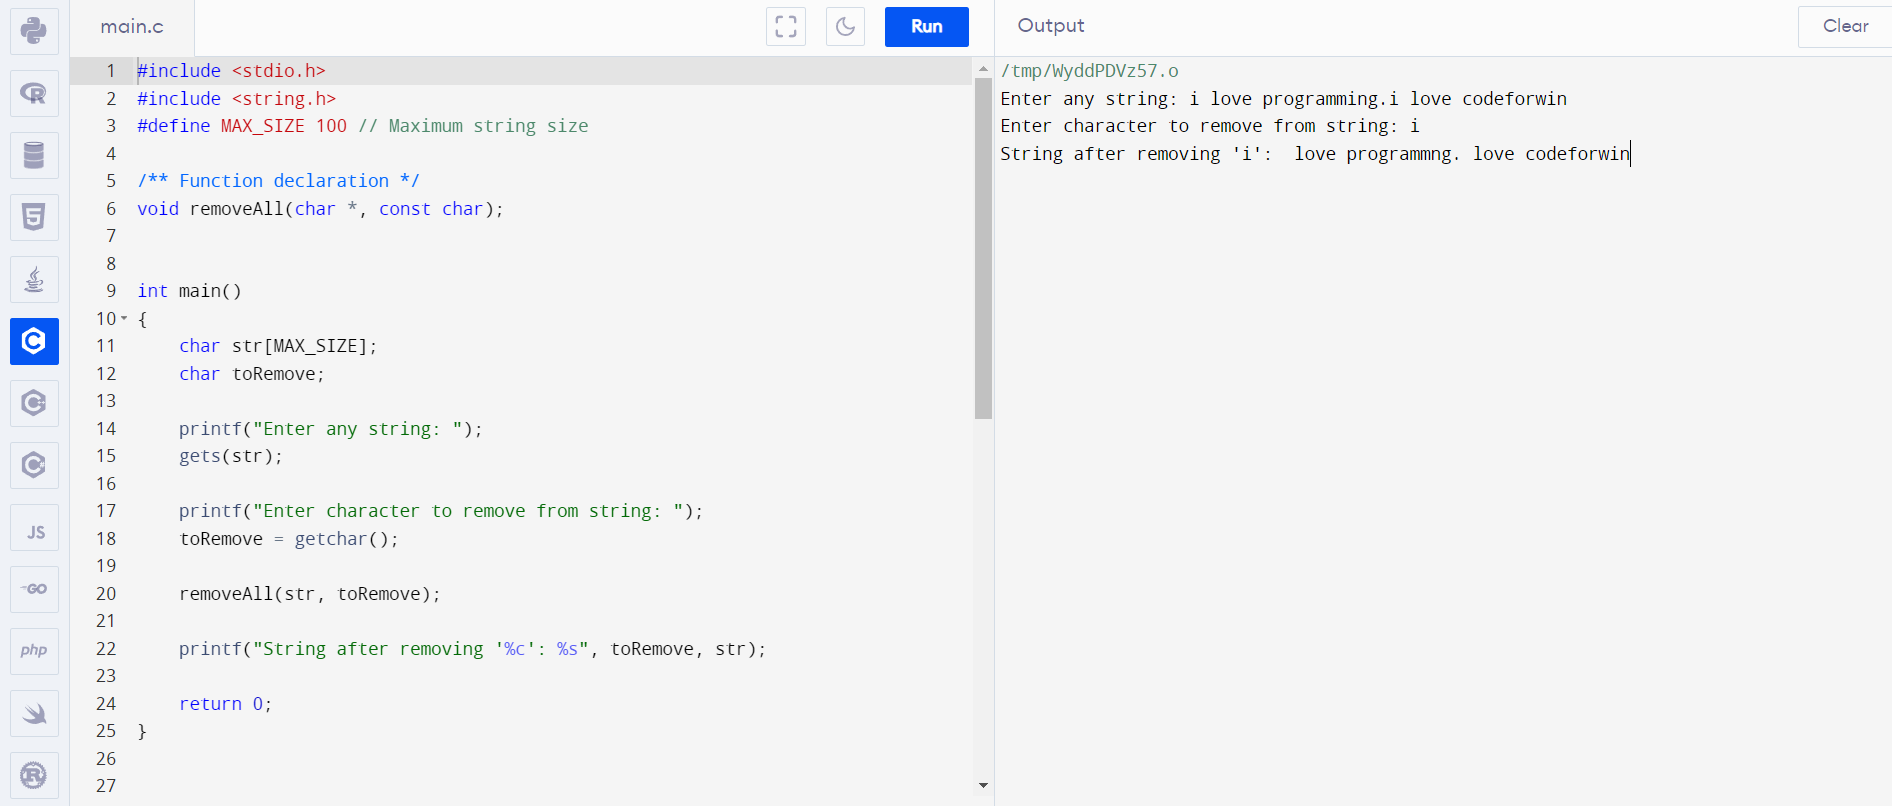 main.c
Run
Output
Clear
1 #include <stdio.h>
2 #include <string.h>
3 #define MAX_SIZE 100 // Maximum string size
4
5 /** Function declaration */
6 void removeAll(char *, const char);
7
8
9 int main()
10 {
11     char str[MAX_SIZE];
12     char toRemove;
13
14     printf("Enter any string: ");
15     gets(str);
16
17     printf("Enter character to remove from string: ");
18     toRemove = getchar();
19
20     removeAll(str, toRemove);
21
22     printf("String after removing '%c': %s", toRemove, str);
23
24     return 0;
25 }
26
27
/tmp/WyddPDVz57.o
Enter any string: i love programming.i love codeforwin
Enter character to remove from string: i
String after removing 'i':  love programmng. love codeforwin
R
5
C
C
C
JS
GO
php
R